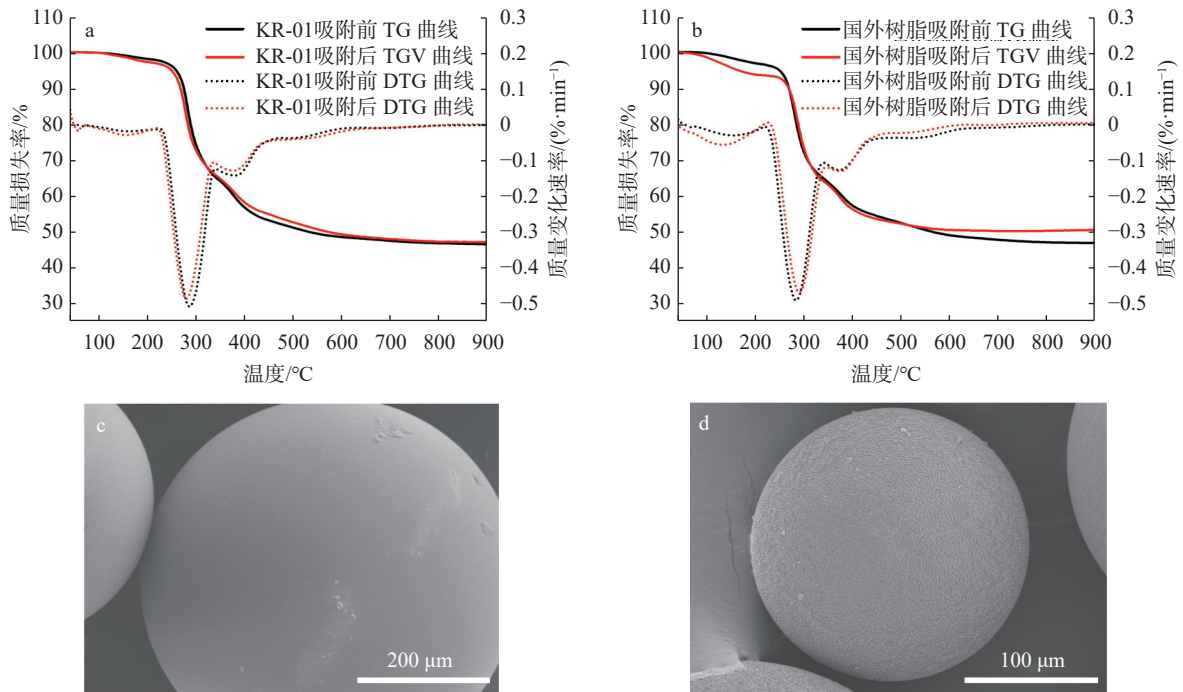 a
KR-01吸附前 TG 曲线
KR-01吸附后 TGV 曲线
KR-01吸附前 DTG 曲线
KR-01吸附后 DTG 曲线
110
100
90
80
70
60
50
40
30
质量损失率/%
0.3
0.2
0.1
0
−0.1
−0.2
−0.3
−0.4
−0.5
质量变化速率/(%·min⁻¹)
100 200 300 400 500 600 700 800 900
温度/°C
b
国外树脂吸附前 TG 曲线
国外树脂吸附后 TGV 曲线
国外树脂吸附前 DTG 曲线
国外树脂吸附后 DTG 曲线
110
100
90
80
70
60
50
40
30
质量损失率/%
0.3
0.2
0.1
0
−0.1
−0.2
−0.3
−0.4
−0.5
质量变化速率/(%·min⁻¹)
100 200 300 400 500 600 700 800 900
温度/°C
c
200 μm
d
100 μm